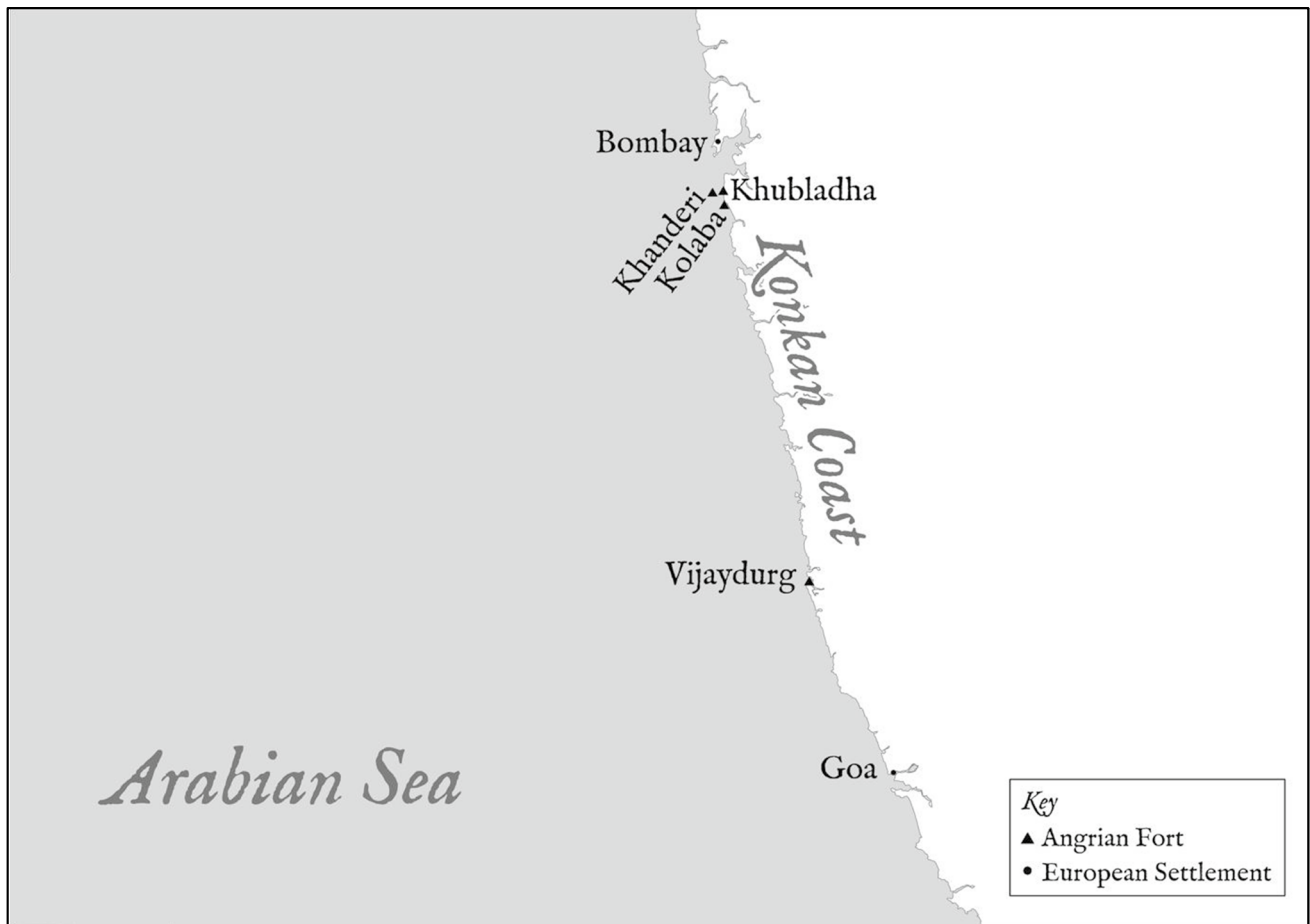 Bombay
Khubladha
Khanderi
Kolaba
Konkan Coast
Vijaydurg
Goa
Arabian Sea
Key
Angrian Fort
European Settlement